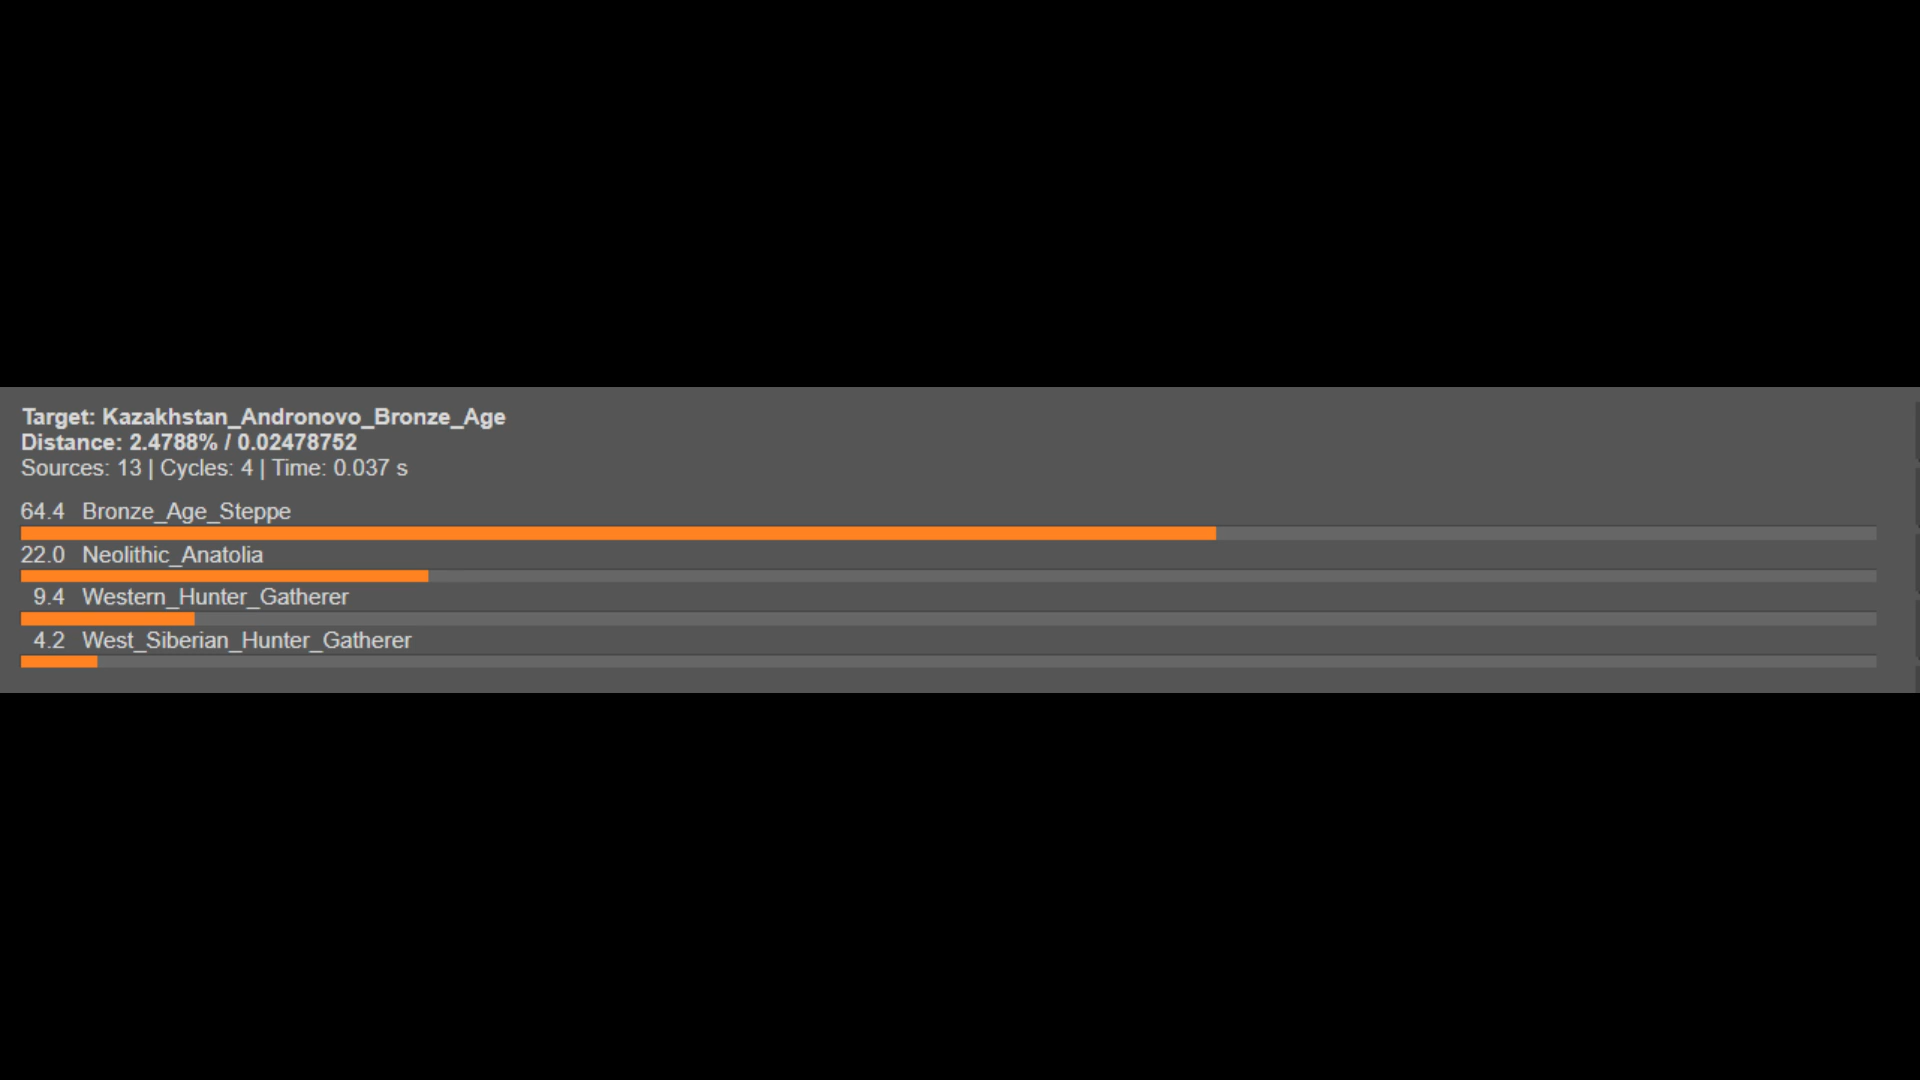 Target: Kazakhstan_Andronovo_Bronze_Age
Distance: 2.4788% / 0.02478752
Sources: 13 | Cycles: 4 | Time: 0.037 s
64.4 Bronze_Age_Steppe
22.0 Neolithic_Anatolia
9.4 Western_Hunter_Gatherer
4.2 West_Siberian_Hunter_Gatherer